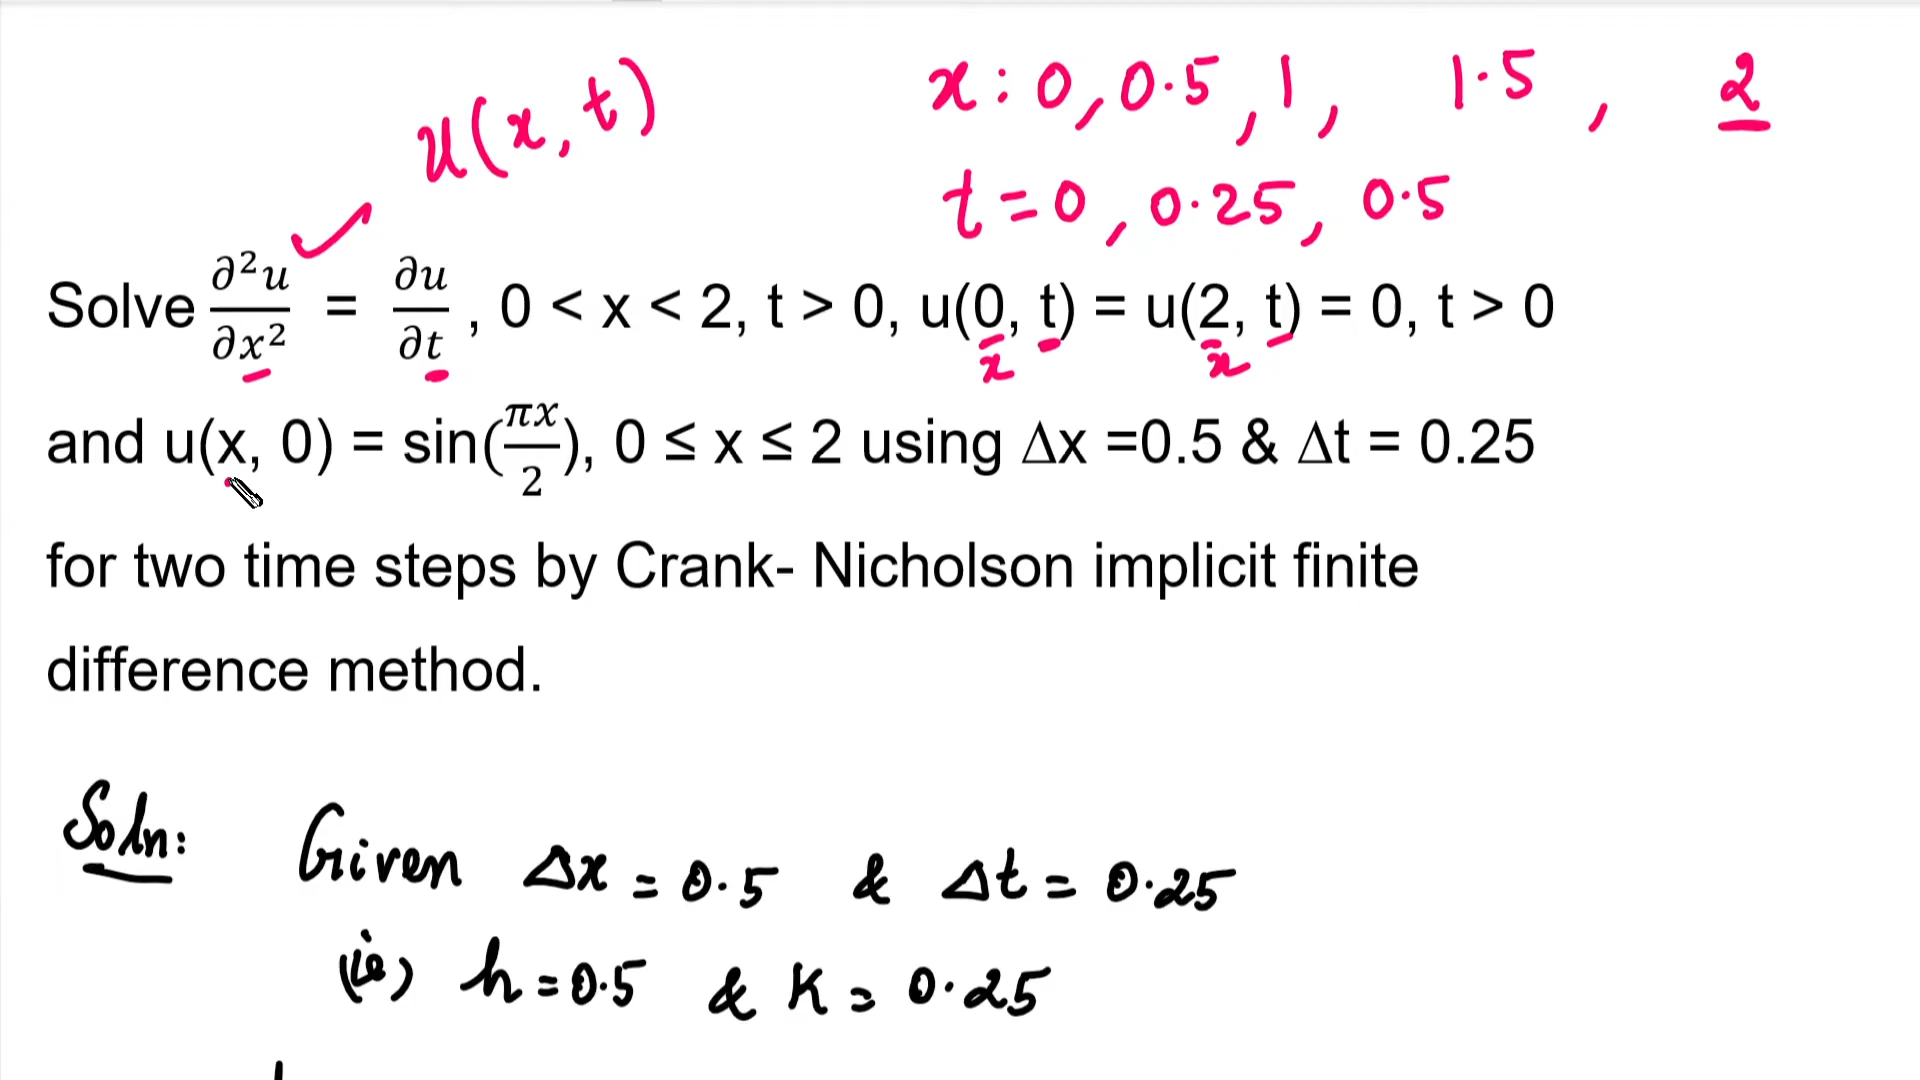 u(x, t)
x : 0, 0.5, 1, 1.5, 2
t = 0, 0.25, 0.5
Solve ∂²u/∂x² = ∂u/∂t , 0 < x < 2, t > 0, u(0, t) = u(2, t) = 0, t > 0
x x
and u(x, 0) = sin(πx/2), 0 ≤ x ≤ 2 using Δx =0.5 & Δt = 0.25
for two time steps by Crank- Nicholson implicit finite
difference method.
Soln: Given Δx = 0.5 & Δt = 0.25
(ie) h = 0.5 & K = 0.25